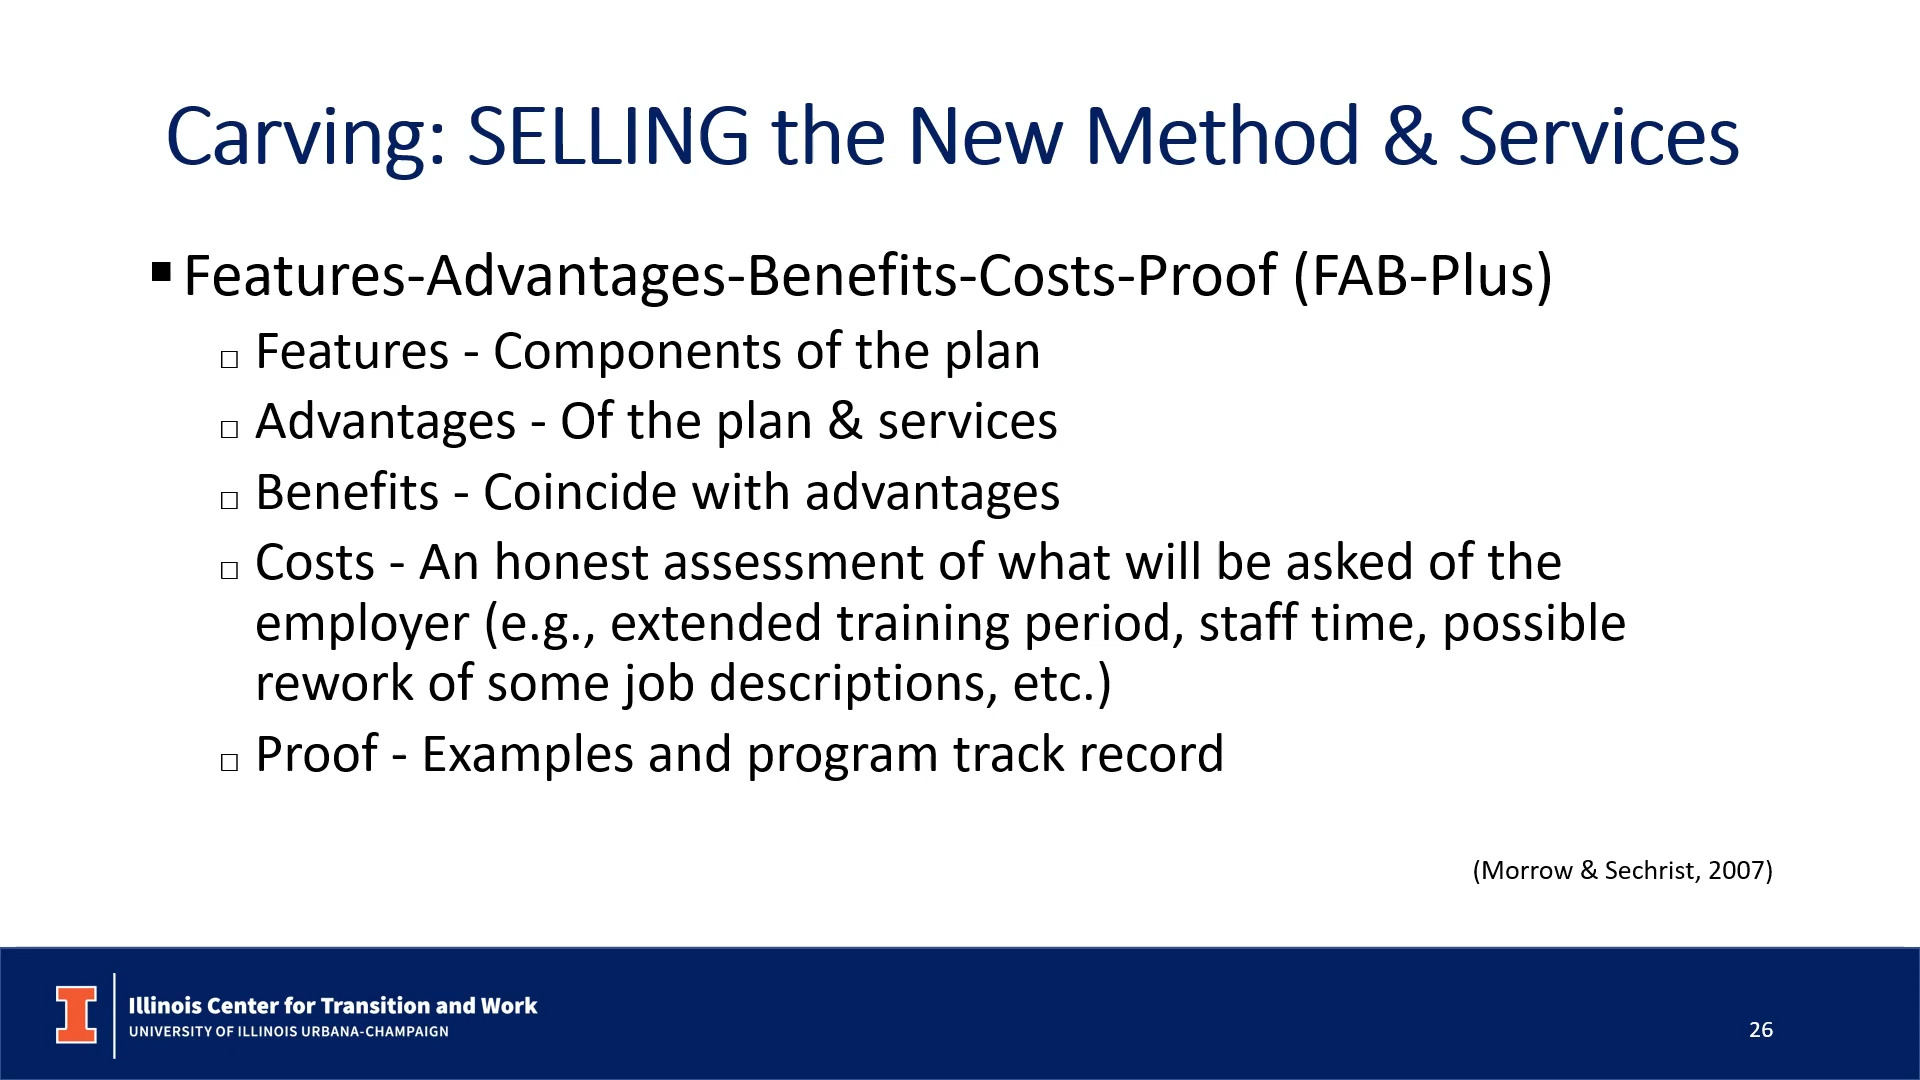 Carving: SELLING the New Method & Services
▪ Features-Advantages-Benefits-Costs-Proof (FAB-Plus)
□ Features - Components of the plan
□ Advantages - Of the plan & services
□ Benefits - Coincide with advantages
□ Costs - An honest assessment of what will be asked of the
employer (e.g., extended training period, staff time, possible
rework of some job descriptions, etc.)
□ Proof - Examples and program track record
(Morrow & Sechrist, 2007)
I
Illinois Center for Transition and Work
UNIVERSITY OF ILLINOIS URBANA-CHAMPAIGN
26